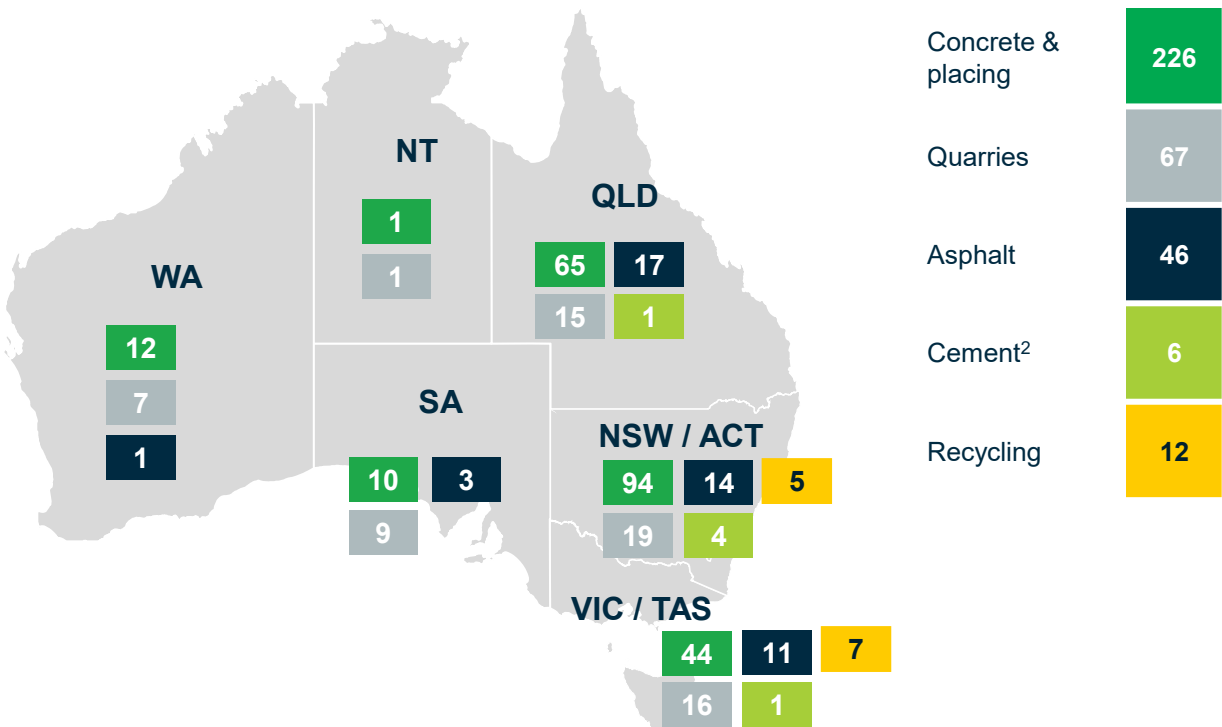 NT
1
1
QLD
65 17
15 1
WA
12
7
1
SA
10 3
9
NSW / ACT
94 14 5
19 4
VIC / TAS
44 11 7
16 1
Concrete &
placing
226
Quarries 67
Asphalt 46
Cement² 6
Recycling 12